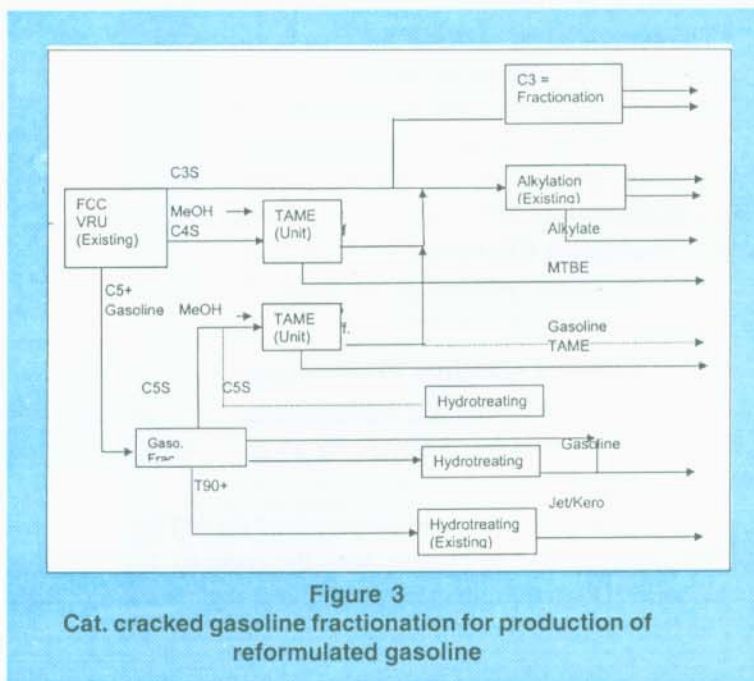 C3 =
Fractionation
C3S
FCC
VRU
(Existing)
MeOH
C4S
TAME
(Unit)
f
Alkylation
(Existing)
Alkylate
MTBE
C5+
Gasoline
MeOH
TAME
(Unit)
f.
Gasoline
TAME
C5S
C5S
Hydrotreating
Gaso.
Frac
Hydrotreating
Gasoline
T90+
Jet/Kero
Hydrotreating
(Existing)
Figure 3
Cat. cracked gasoline fractionation for production of
reformulated gasoline